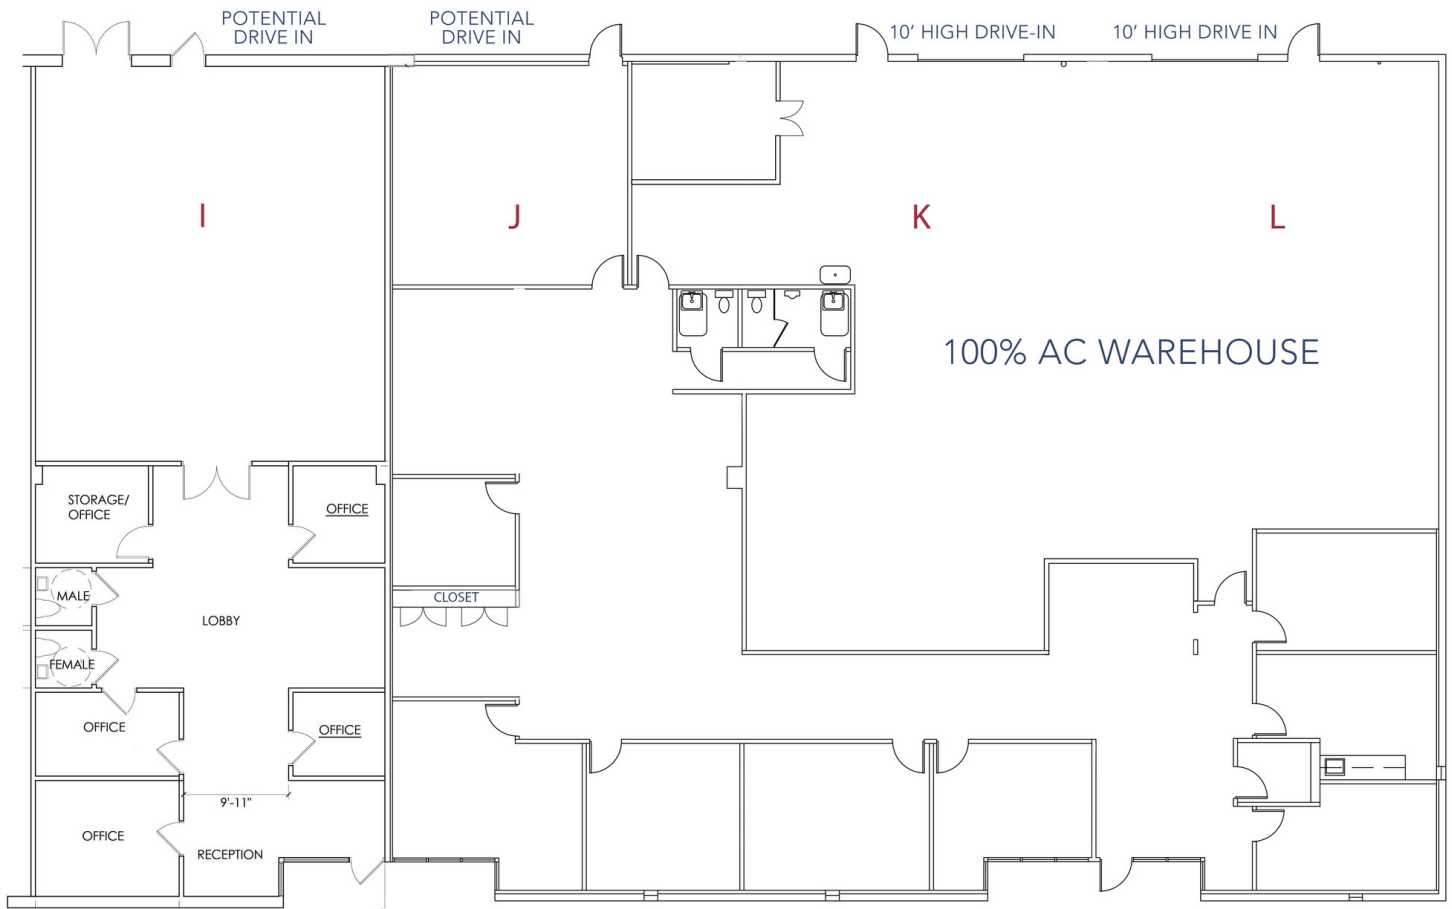 POTENTIAL
DRIVE IN
POTENTIAL
DRIVE IN
10’ HIGH DRIVE-IN
10’ HIGH DRIVE IN
I
J
K
L
100% AC WAREHOUSE
STORAGE/
OFFICE
OFFICE
MALE
CLOSET
LOBBY
FEMALE
OFFICE
OFFICE
9'-11"
OFFICE
RECEPTION